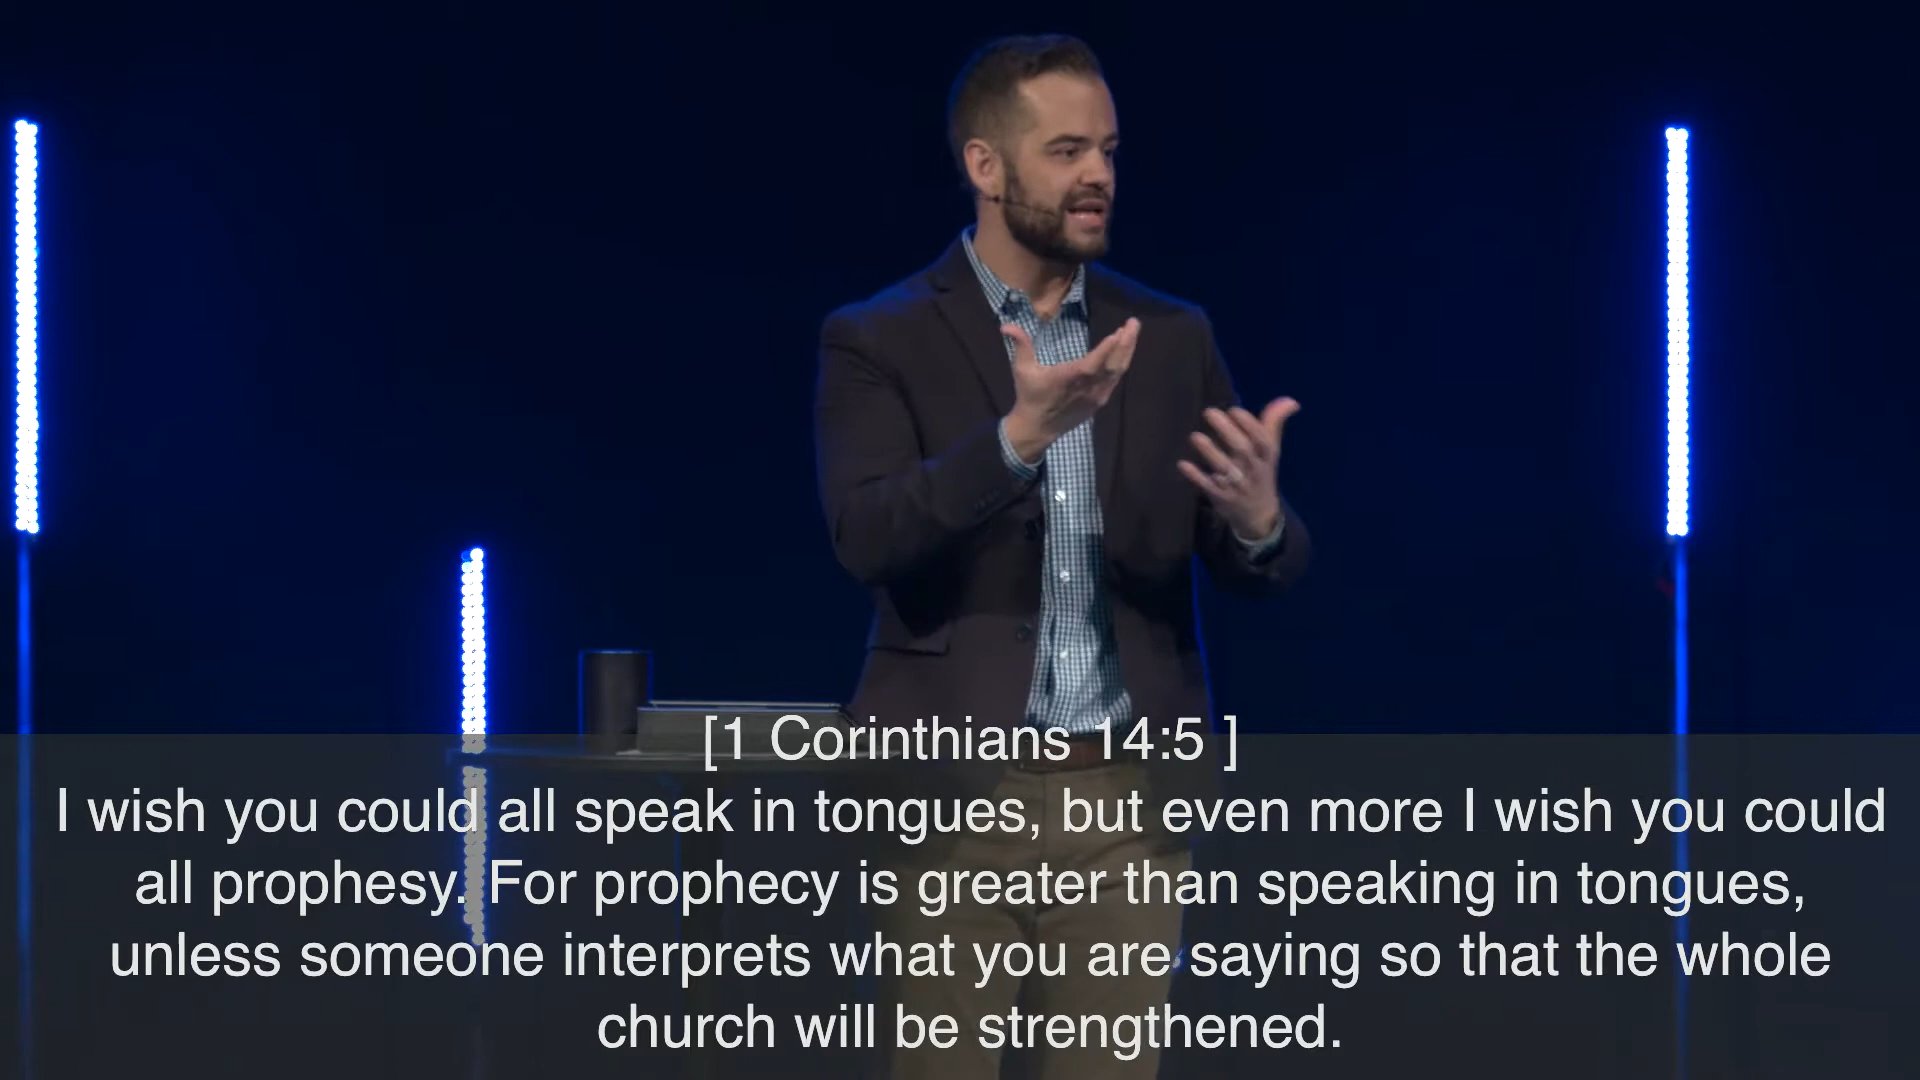 [1 Corinthians 14:5 ]
I wish you could all speak in tongues, but even more I wish you could
all prophesy. For prophecy is greater than speaking in tongues,
unless someone interprets what you are saying so that the whole
church will be strengthened.